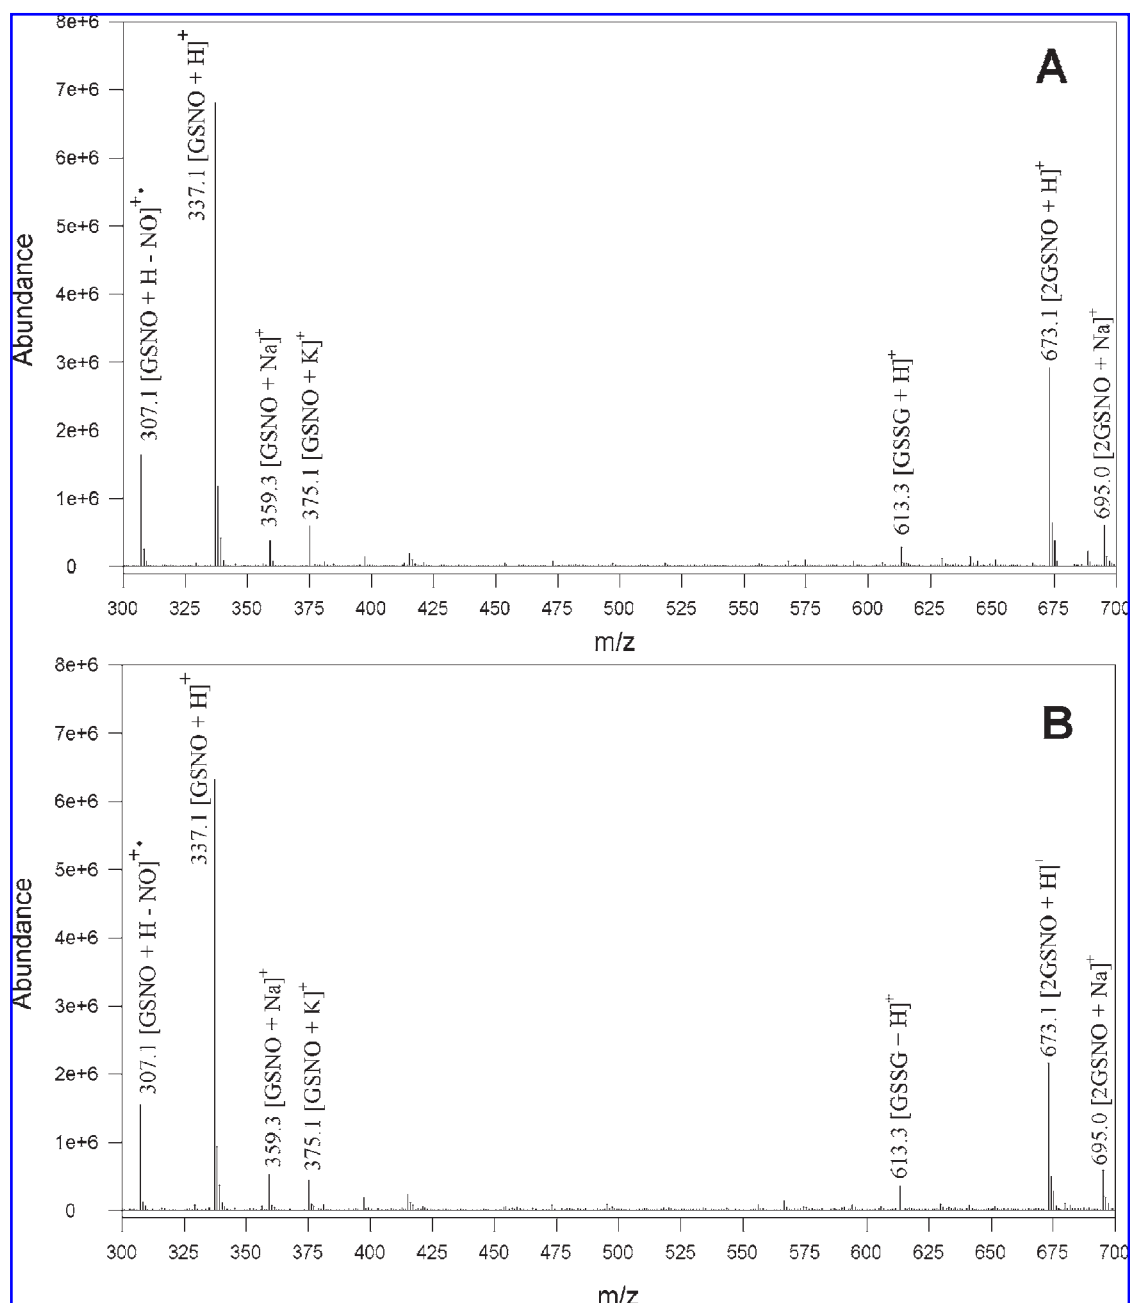 A
8e+6
7e+6
6e+6
5e+6
4e+6
3e+6
2e+6
1e+6
0
Abundance
307.1 [GSNO + H - NO]+•
337.1 [GSNO + H]+
359.3 [GSNO + Na]+
375.1 [GSNO + K]+
613.3 [GSSG + H]+
673.1 [2GSNO + H]+
695.0 [2GSNO + Na]+
300 325 350 375 400 425 450 475 500 525 550 575 600 625 650 675 700
m/z
B
8e+6
7e+6
6e+6
5e+6
4e+6
3e+6
2e+6
1e+6
0
Abundance
307.1 [GSNO + H - NO]+•
337.1 [GSNO + H]+
359.3 [GSNO + Na]+
375.1 [GSNO + K]+
613.3 [GSSG – H]+
673.1 [2GSNO + H]
695.0 [2GSNO + Na]+
300 325 350 375 400 425 450 475 500 525 550 575 600 625 650 675 700
m/z